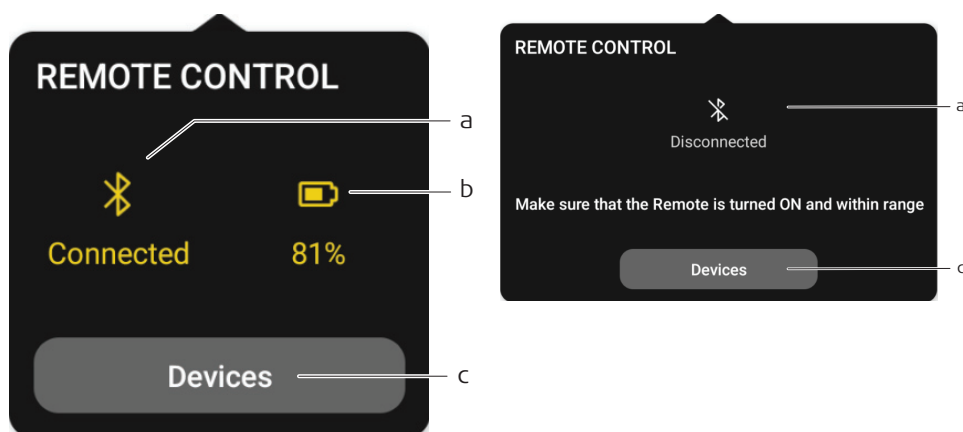 REMOTE CONTROL
a
b
Connected
81%
Devices
c
REMOTE CONTROL
a
Disconnected
Make sure that the Remote is turned ON and within range
Devices